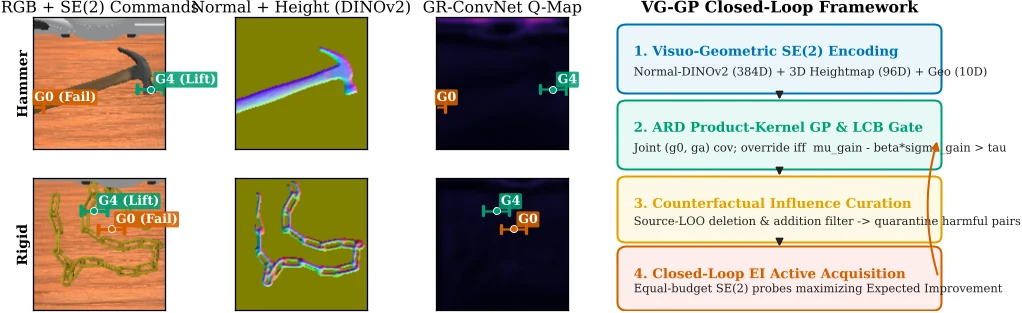 RGB + SE(2) Commands
Normal + Height (DINOv2)
GR-ConvNet Q-Map
VG-GP Closed-Loop Framework
Hammer
G4 (Lift)
G0 (Fail)
G4
G0
Rigid
G4 (Lift)
G0 (Fail)
G4
G0
1. Visuo-Geometric SE(2) Encoding
Normal-DINOv2 (384D) + 3D Heightmap (96D) + Geo (10D)
2. ARD Product-Kernel GP & LCB Gate
Joint (g0, ga) cov; override iff mu_gain - beta*sigma_gain > tau
3. Counterfactual Influence Curation
Source-LOO deletion & addition filter -> quarantine harmful pairs
4. Closed-Loop EI Active Acquisition
Equal-budget SE(2) probes maximizing Expected Improvement